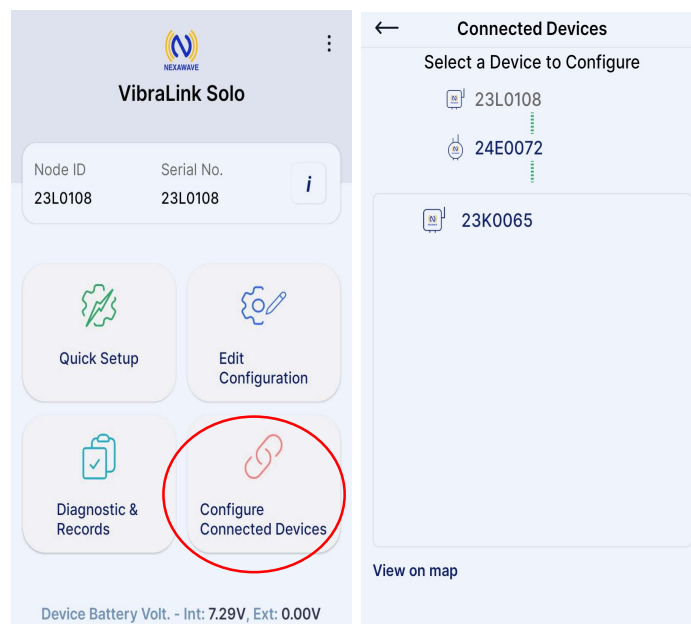 NEXAWAVE
VibraLink Solo
Node ID
Serial No.
23L0108
23L0108
i
Quick Setup
Edit
Configuration
Diagnostic &
Records
Configure
Connected Devices
Device Battery Volt. - Int: 7.29V, Ext: 0.00V
Connected Devices
Select a Device to Configure
23L0108
24E0072
23K0065
View on map